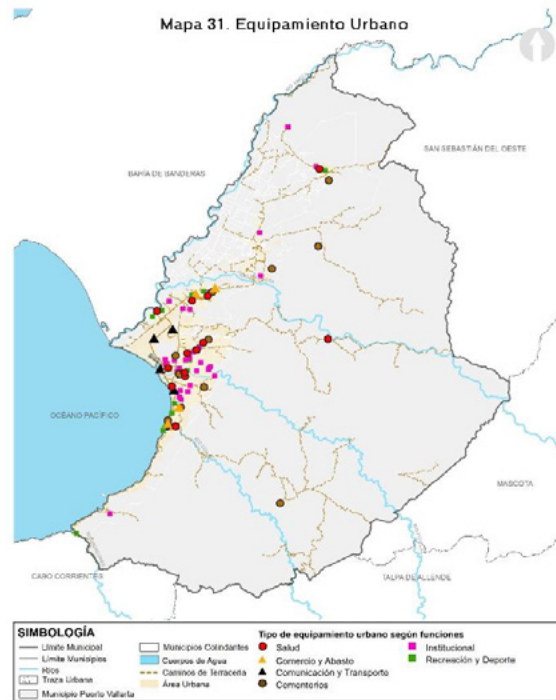 Mapa 31. Equipamiento Urbano
SAN SEBASTIÁN DEL OESTE
BAHÍA DE BANDERAS
OCÉANO PACÍFICO
MASCOTA
CABO CORRIENTES
TALPA DE ALLENDE
SIMBOLOGÍA
Límite Municipal
Límite Municipios
Ríos
Traza Urbana
Municipio Puerto Vallarta
Municipios Colindantes
Cuerpos de Agua
Caminos de Terracería
Área Urbana
Tipo de equipamiento urbano según funciones
Salud
Comercio y Abasto
Comunicación y Transporte
Cementerios
Institucional
Recreación y Deporte